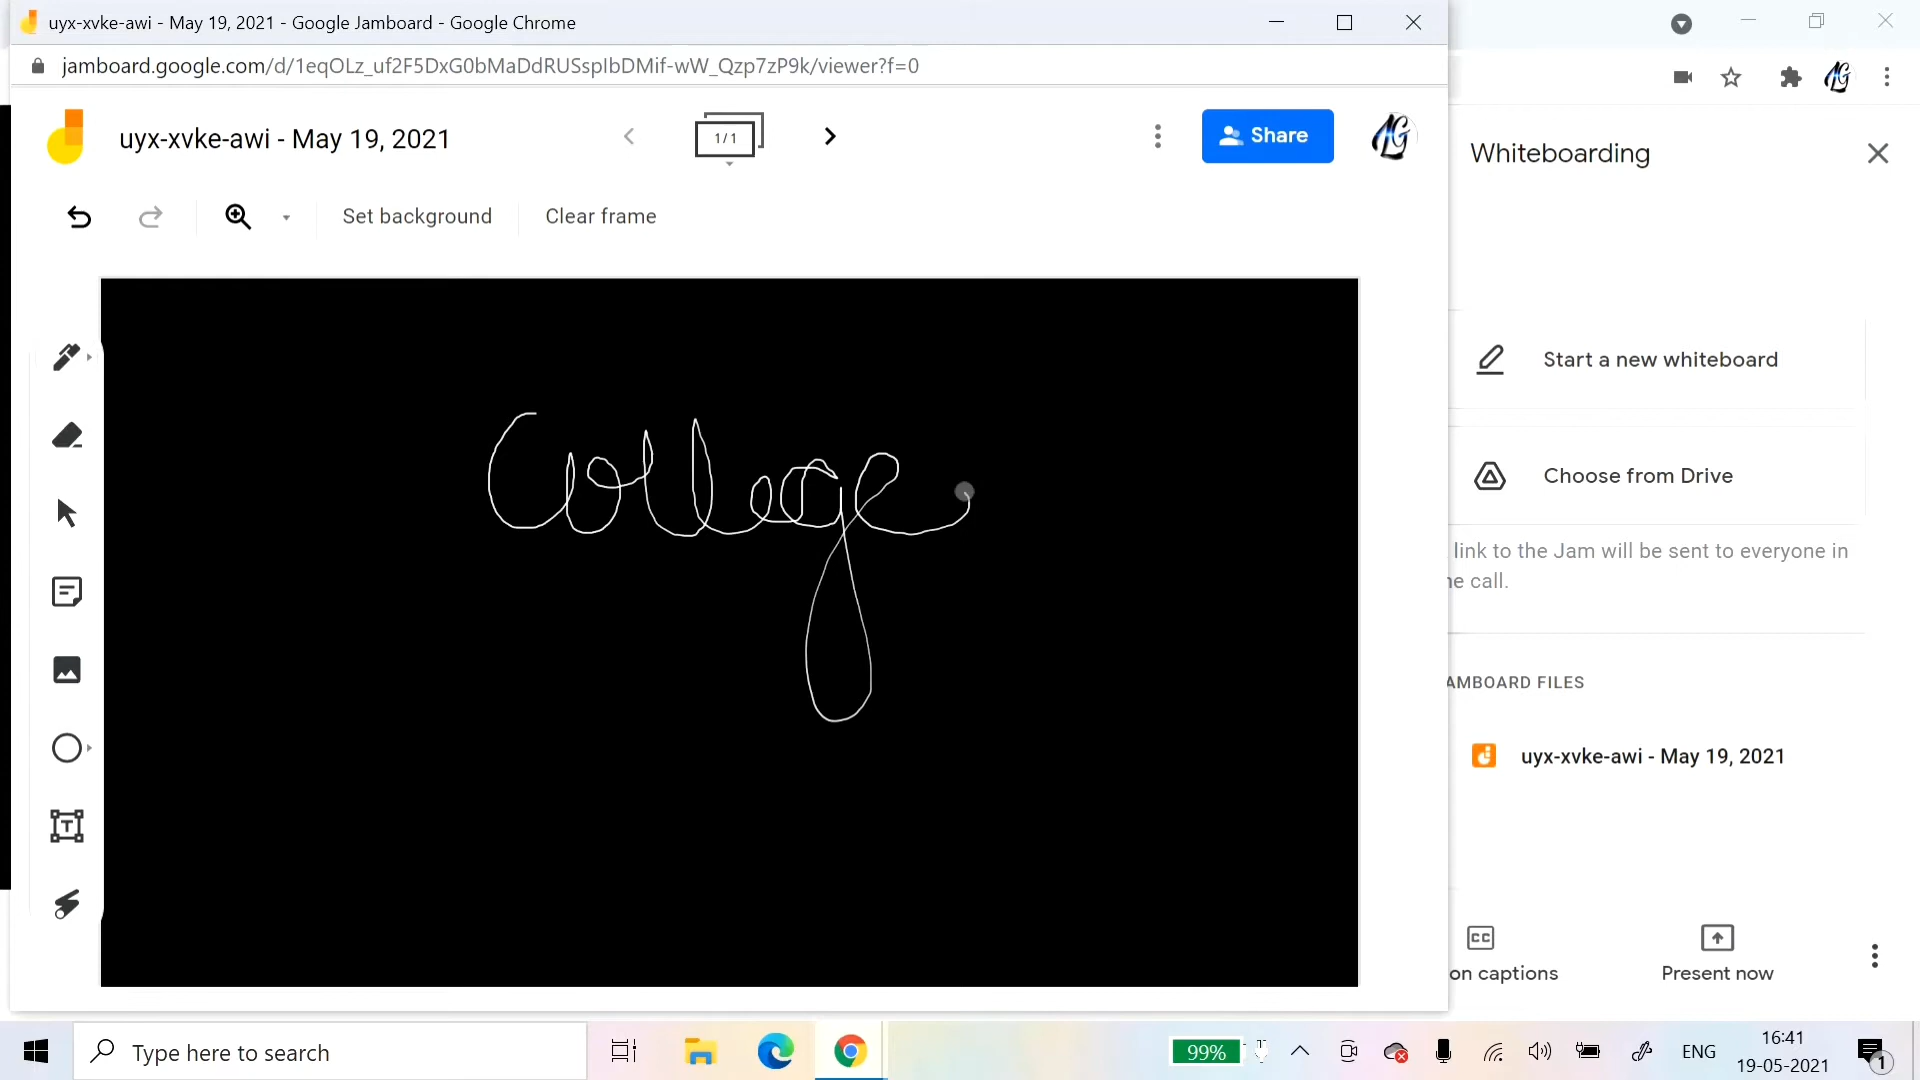 uyx-xvke-awi - May 19, 2021 - Google Jamboard - Google Chrome
jamboard.google.com/d/1eqOLz_uf2F5DxG0bMaDdRUSspIbDMif-wW_Qzp7zP9k/viewer?f=0
uyx-xvke-awi - May 19, 2021
1/1
Share
Whiteboarding
Set background
Clear frame
Start a new whiteboard
College
Choose from Drive
link to the Jam will be sent to everyone in
call.
AMBOARD FILES
uyx-xvke-awi - May 19, 2021
CC
on captions
Present now
Type here to search
99%
ENG
16:41
19-05-2021
1